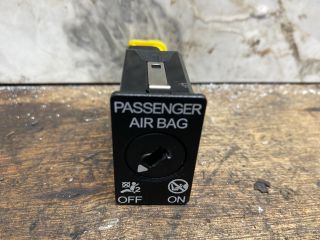 PASSENGER
AIR BAG
OFF ON